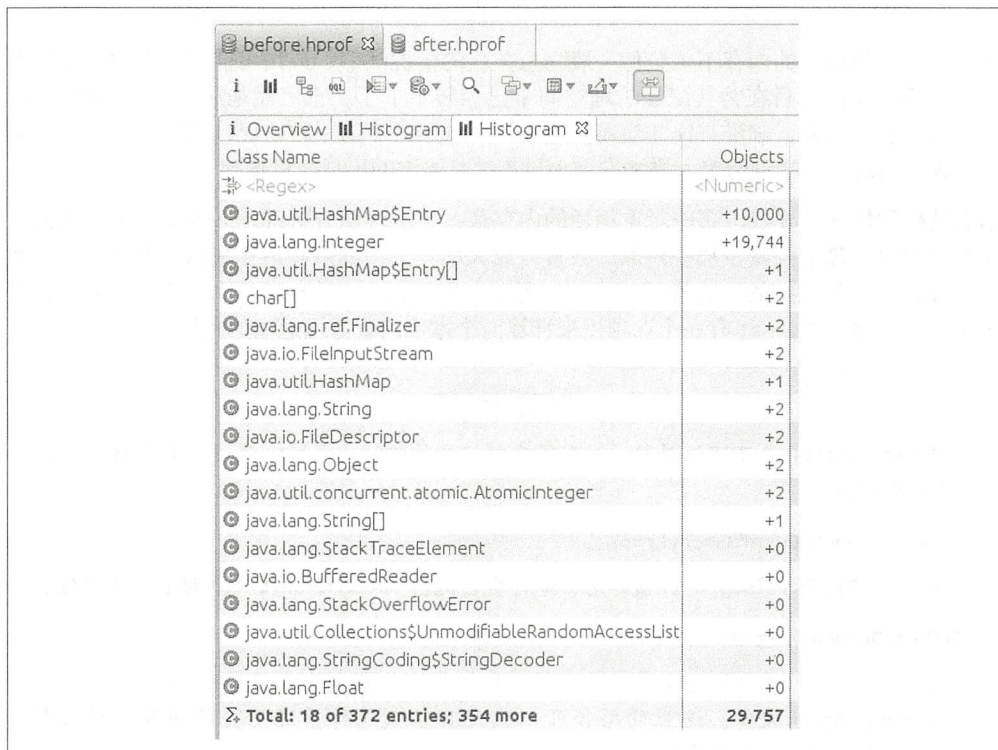 before.hprof after.hprof
i Overview Histogram Histogram
Class Name Objects
<Regex> <Numeric>
java.util.HashMap$Entry +10,000
java.lang.Integer +19,744
java.util.HashMap$Entry[] +1
char[] +2
java.lang.ref.Finalizer +2
java.io.FileInputStream +2
java.util.HashMap +1
java.lang.String +2
java.io.FileDescriptor +2
java.lang.Object +2
java.util.concurrent.atomic.AtomicInteger +2
java.lang.String[] +1
java.lang.StackTraceElement +0
java.io.BufferedReader +0
java.lang.StackOverflowError +0
java.util.Collections$UnmodifiableRandomAccessList +0
java.lang.StringCoding$StringDecoder +0
java.lang.Float +0
Σ Total: 18 of 372 entries; 354 more 29,757